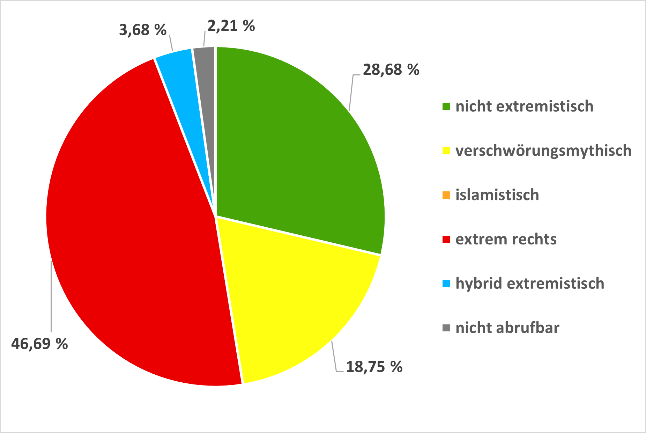 3,68 %
2,21 %
28,68 %
46,69 %
18,75 %
nicht extremistisch
verschwörungsmythisch
islamistisch
extrem rechts
hybrid extremistisch
nicht abrufbar